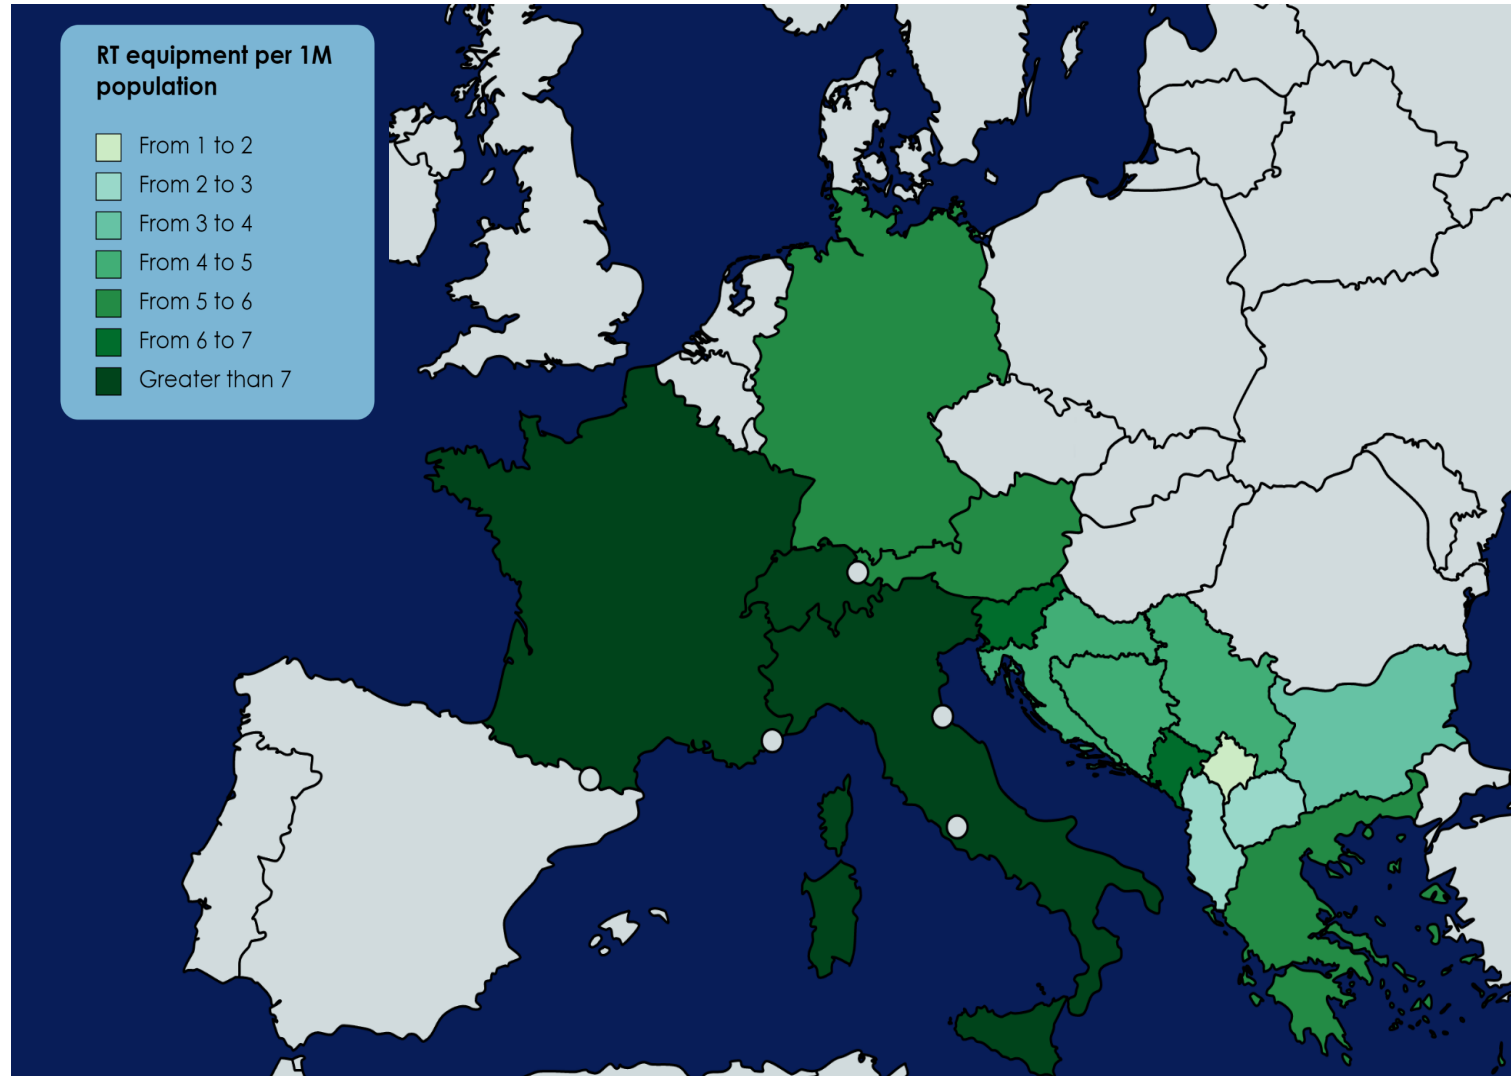 RT equipment per 1M
population
From 1 to 2
From 2 to 3
From 3 to 4
From 4 to 5
From 5 to 6
From 6 to 7
Greater than 7